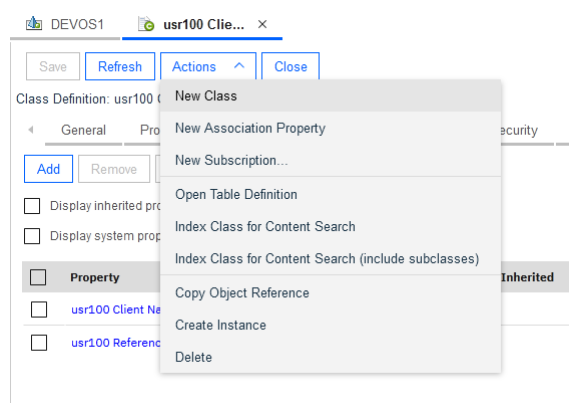 DEVOS1 usr100 Clie... ×
Save Refresh Actions Close
Class Definition: usr100
New Class
General Pro ecurity
New Association Property
Add Remove New Subscription...
Display inherited pro
Open Table Definition
Index Class for Content Search
Display system prop
Index Class for Content Search (include subclasses)
Property Inherited
Copy Object Reference
usr100 Client Na
Create Instance
usr100 Referenc
Delete